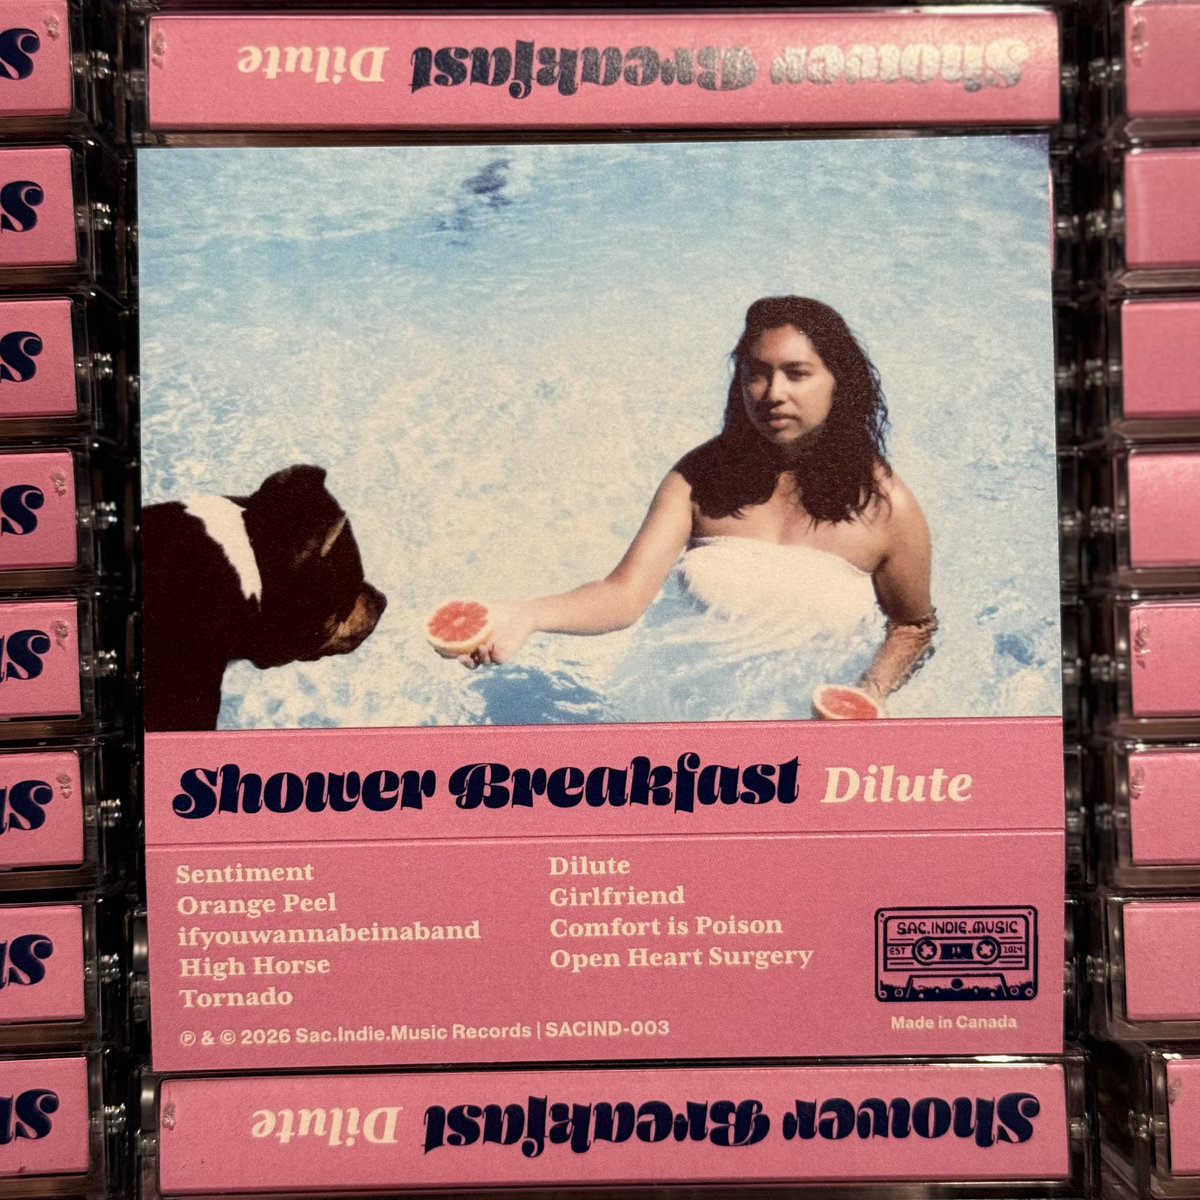 Dilute Shower Breakfast
Shower Breakfast Dilute
Sentiment
Orange Peel
ifyouwannabeinaband
High Horse
Tornado
Dilute
Girlfriend
Comfort is Poison
Open Heart Surgery
SAC.INDIE.MUSIC
EST 2024
Made in Canada
℗ & © 2026 Sac.Indie.Music Records | SACIND-003
Shower Breakfast Dilute
S
S
S
S
S
S
S
S